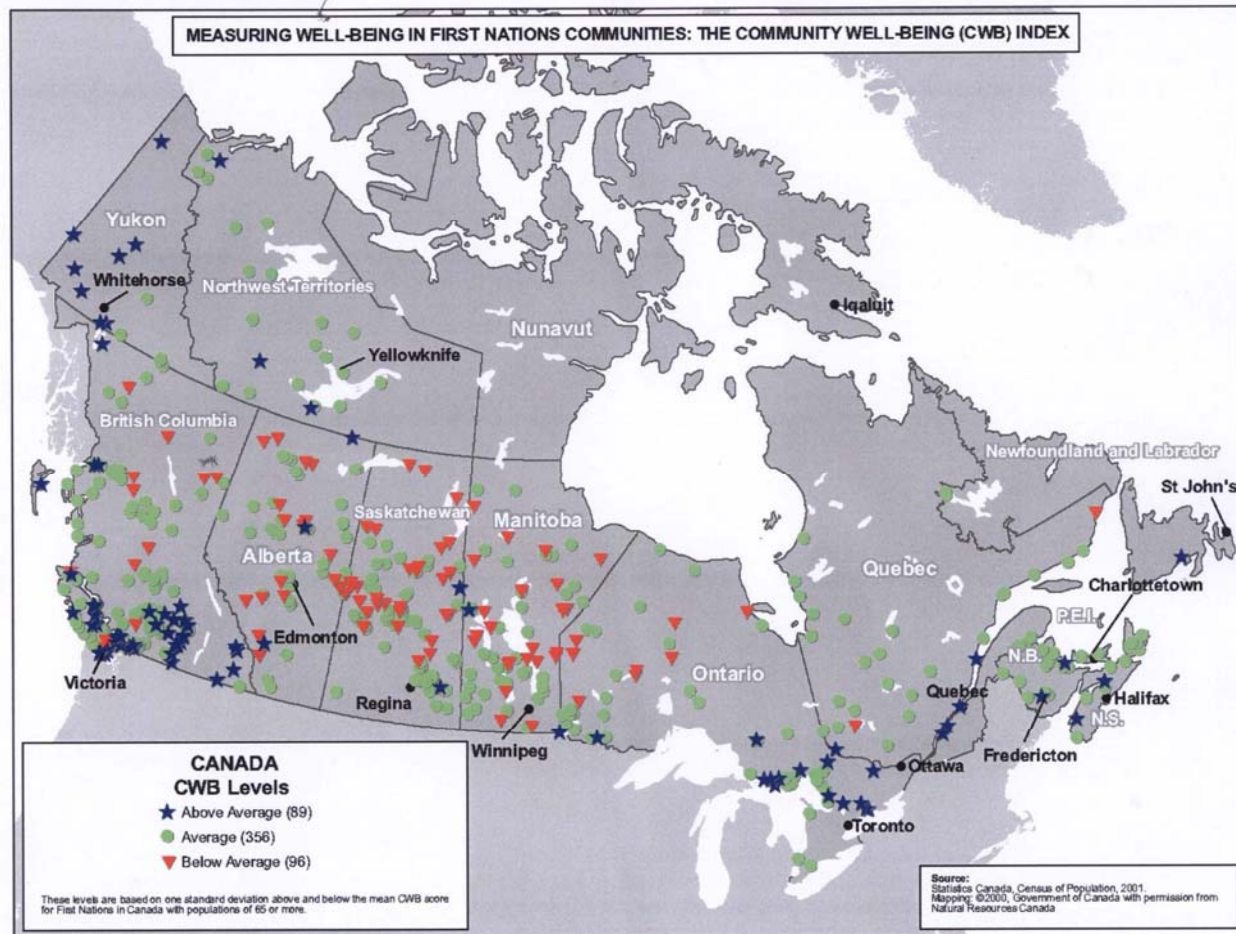 MEASURING WELL-BEING IN FIRST NATIONS COMMUNITIES: THE COMMUNITY WELL-BEING (CWB) INDEX
Yukon
Whitehorse
Northwest Territories
Nunavut
Iqaluit
Yellowknife
British Columbia
Newfoundland and Labrador
St John's
Saskatchewan
Manitoba
Alberta
Quebec
Charlottetown
Edmonton
P.E.I.
Ontario
N.B.
Victoria
Regina
Quebec
Halifax
N.S.
Winnipeg
Fredericton
Ottawa
Toronto
CANADA
CWB Levels
Above Average (89)
Average (356)
Below Average (96)
These levels are based on one standard deviation above and below the mean CWB score
for First Nations in Canada with populations of 65 or more.
Source:
Statistics Canada, Census of Population, 2001.
Mapping: ©2000, Government of Canada with permission from
Natural Resources Canada